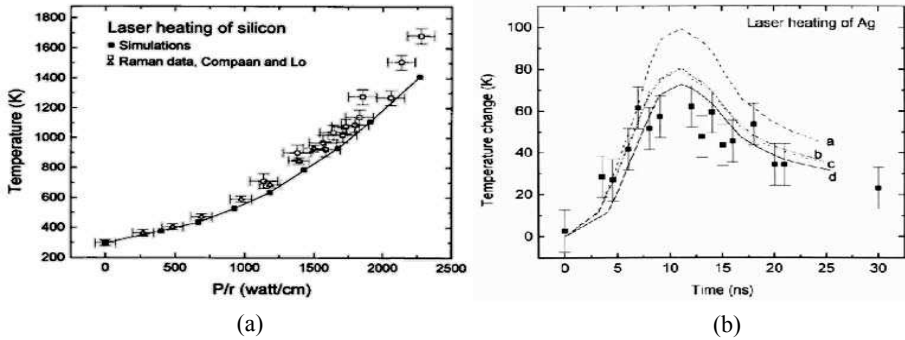 Laser heating of silicon
Simulations
Raman data, Compaan and Lo
Temperature (K)
1800
1600
1400
1200
1000
800
600
400
200
0
500
1000
1500
2000
2500
P/r (watt/cm)
(a)
Laser heating of Ag
Temperature change (K)
100
80
60
40
20
0
a
b
c
d
0
5
10
15
20
25
30
Time (ns)
(b)